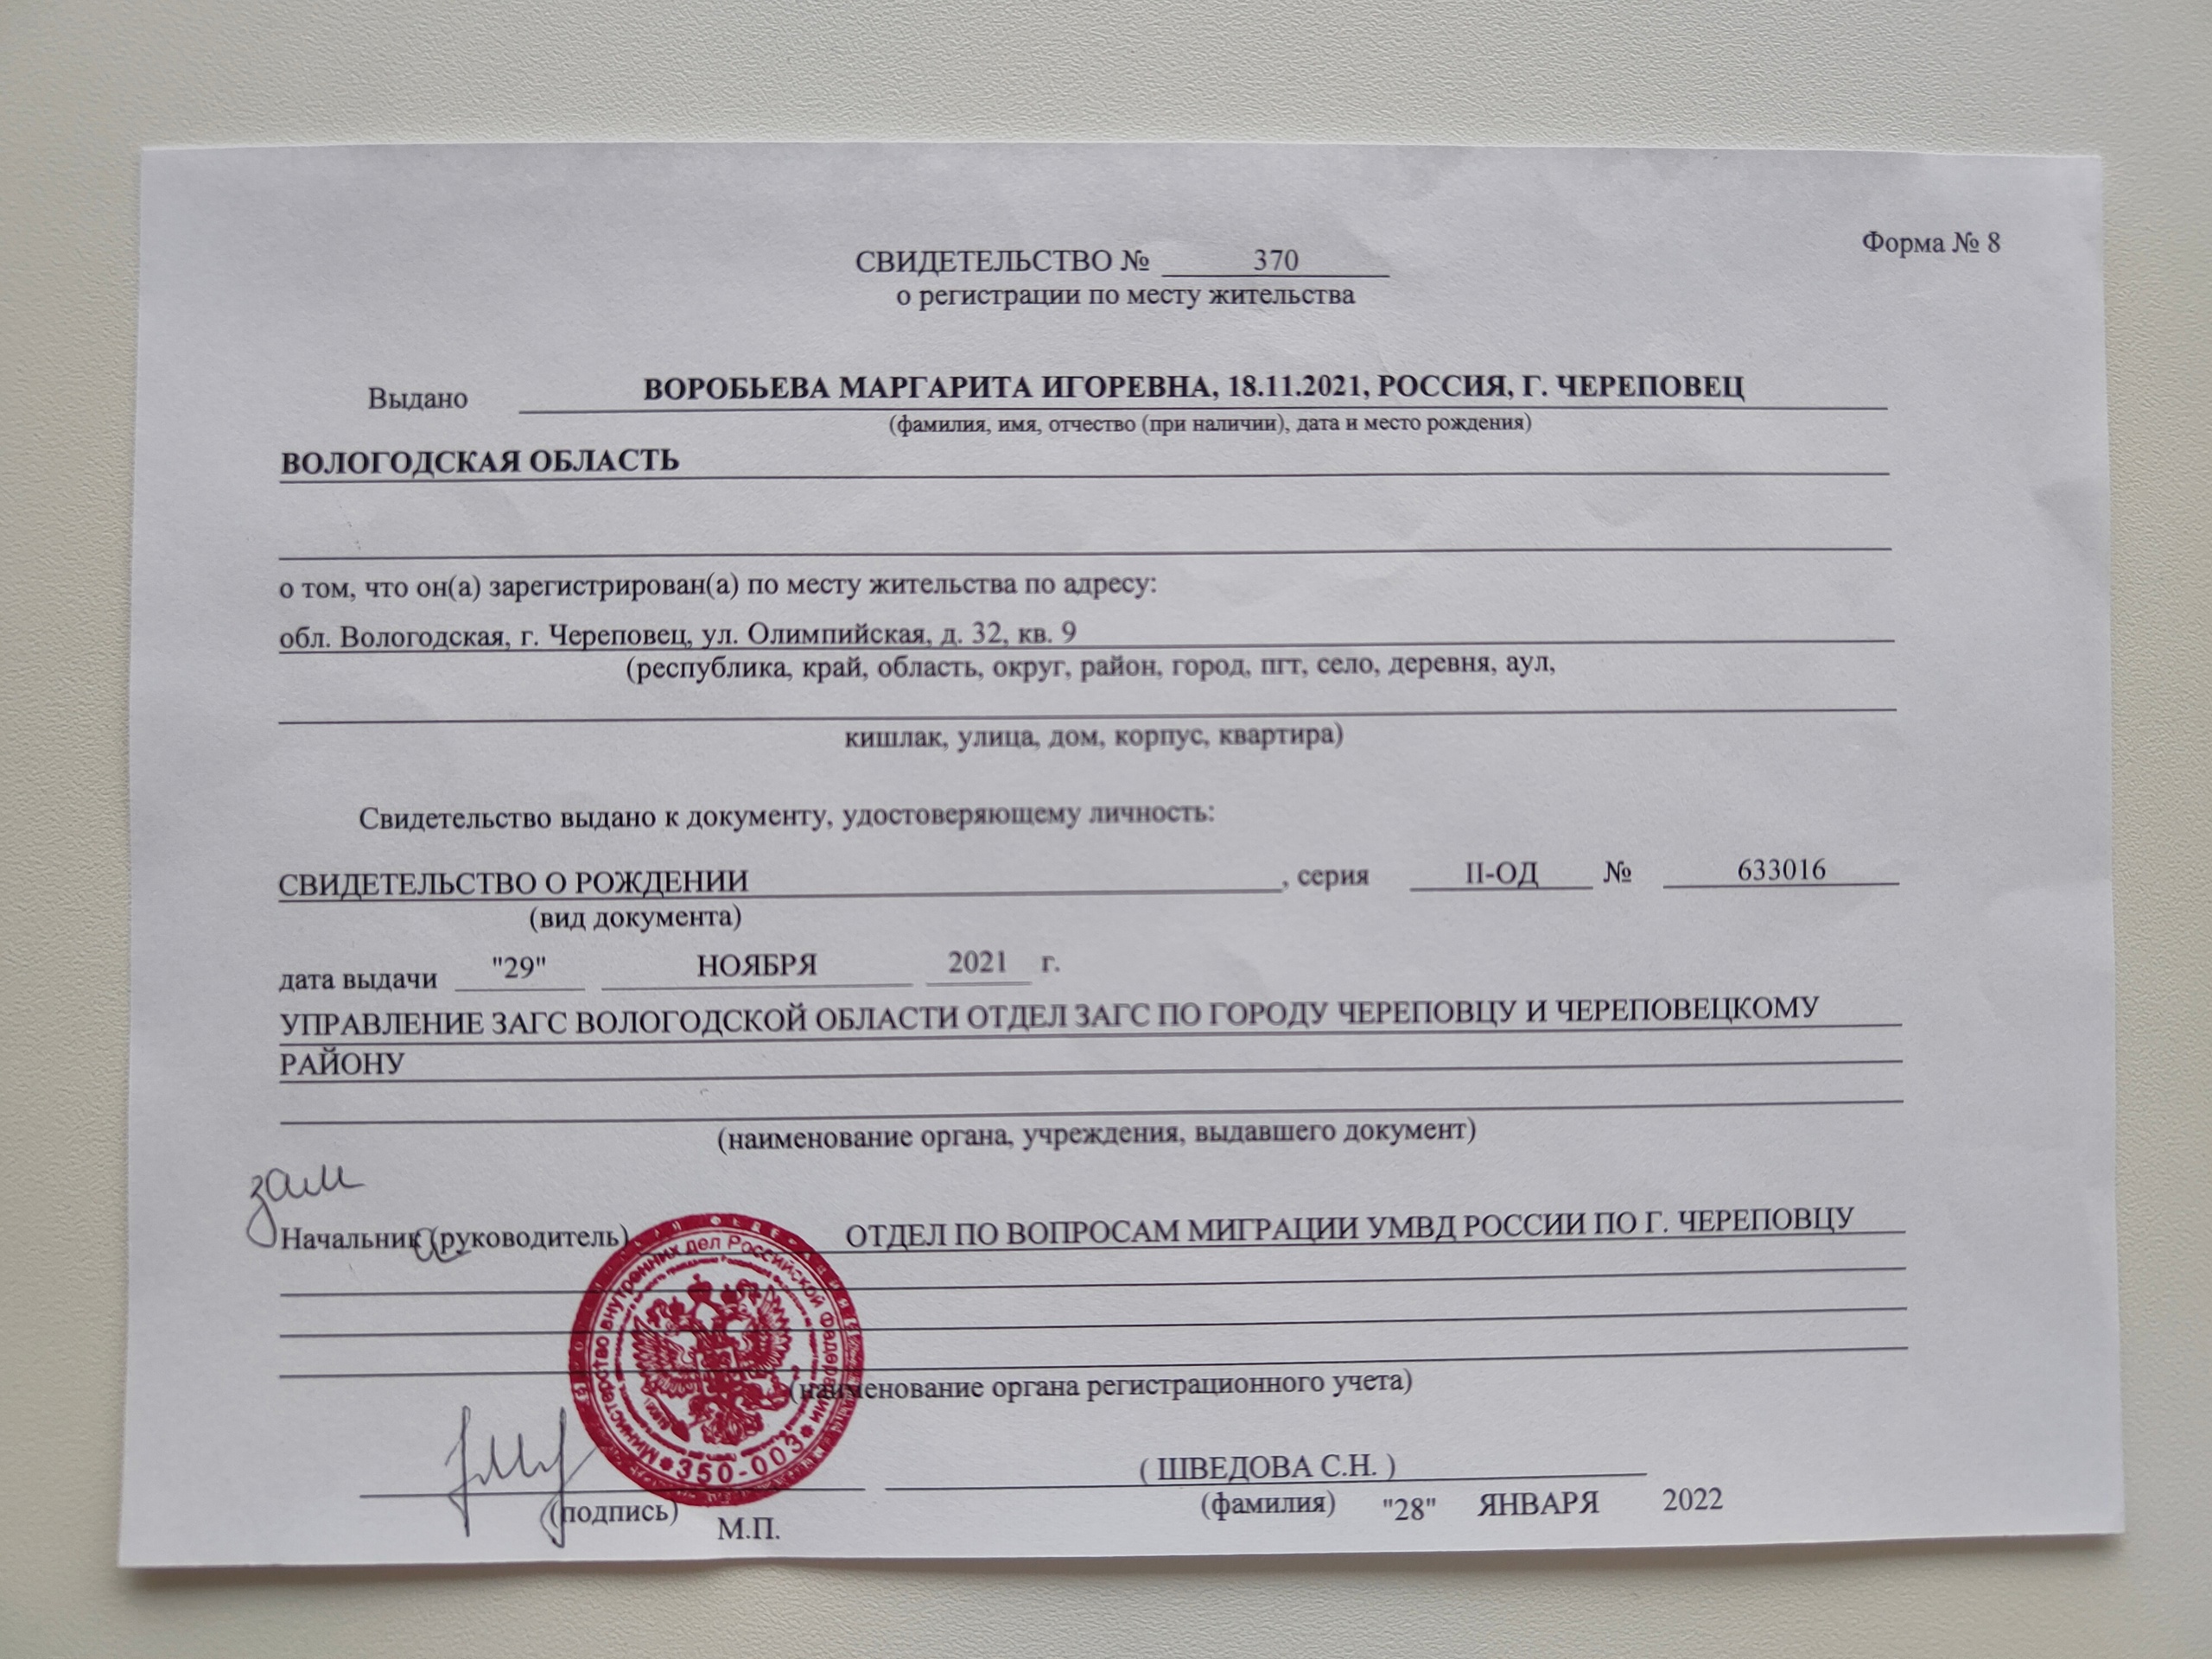 Форма № 8
СВИДЕТЕЛЬСТВО № 370
о регистрации по месту жительства
Выдано ВОРОБЬЕВА МАРГАРИТА ИГОРЕВНА, 18.11.2021, РОССИЯ, Г. ЧЕРЕПОВЕЦ
(фамилия, имя, отчество (при наличии), дата и место рождения)
ВОЛОГОДСКАЯ ОБЛАСТЬ
о том, что он(а) зарегистрирован(а) по месту жительства по адресу:
обл. Вологодская, г. Череповец, ул. Олимпийская, д. 32, кв. 9
(республика, край, область, округ, район, город, пгт, село, деревня, аул,
кишлак, улица, дом, корпус, квартира)
Свидетельство выдано к документу, удостоверяющему личность:
СВИДЕТЕЛЬСТВО О РОЖДЕНИИ, серия II-ОД № 633016
(вид документа)
дата выдачи "29" НОЯБРЯ 2021 г.
УПРАВЛЕНИЕ ЗАГС ВОЛОГОДСКОЙ ОБЛАСТИ ОТДЕЛ ЗАГС ПО ГОРОДУ ЧЕРЕПОВЦУ И ЧЕРЕПОВЕЦКОМУ
РАЙОНУ
(наименование органа, учреждения, выдавшего документ)
зам
Начальника (руководитель) ОТДЕЛ ПО ВОПРОСАМ МИГРАЦИИ УМВД РОССИИ ПО Г. ЧЕРЕПОВЦУ
Министерство внутренних дел Российской Федерации
350-003
(наименование органа регистрационного учета)
( ШВЕДОВА С.Н. )
(подпись) (фамилия) "28" ЯНВАРЯ 2022
М.П.